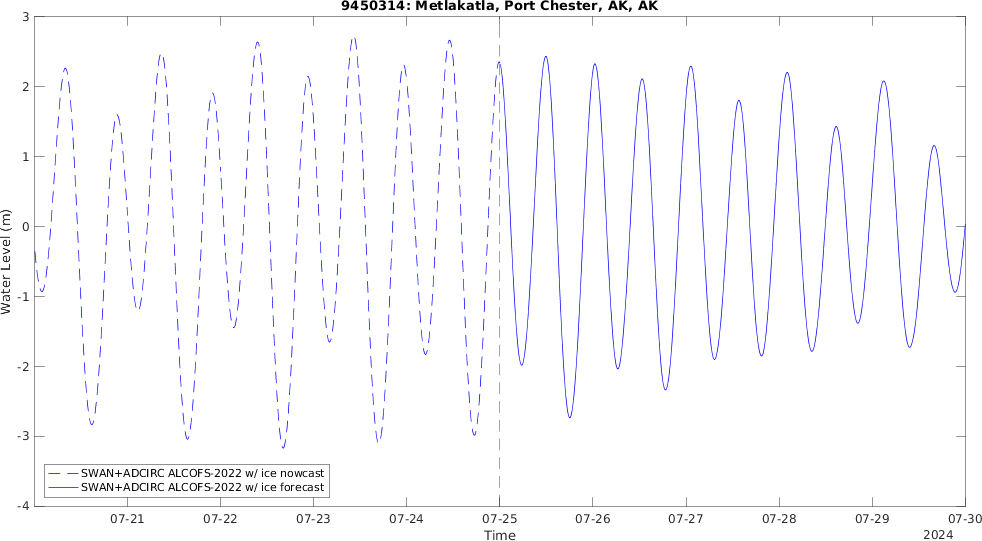 9450314: Metlakatla, Port Chester, AK, AK
3
2
1
0
-1
-2
-3
-4
Water Level (m)
SWAN+ADCIRC ALCOFS-2022 w/ ice nowcast
SWAN+ADCIRC ALCOFS-2022 w/ ice forecast
07-21 07-22 07-23 07-24 07-25 07-26 07-27 07-28 07-29 07-30
Time
2024